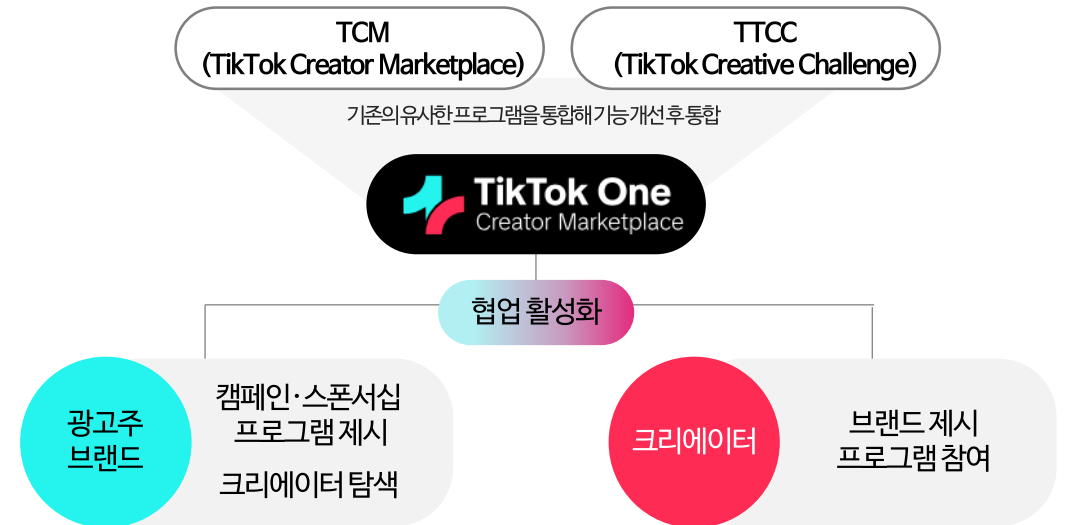 TCM
(TikTok Creator Marketplace)
TTCC
(TikTok Creative Challenge)
기존의 유사한 프로그램을 통합해 기능 개선 후 통합
TikTok One
Creator Marketplace
협업 활성화
광고주
브랜드
캠페인·스폰서십
프로그램 제시
크리에이터 탐색
크리에이터
브랜드 제시
프로그램 참여